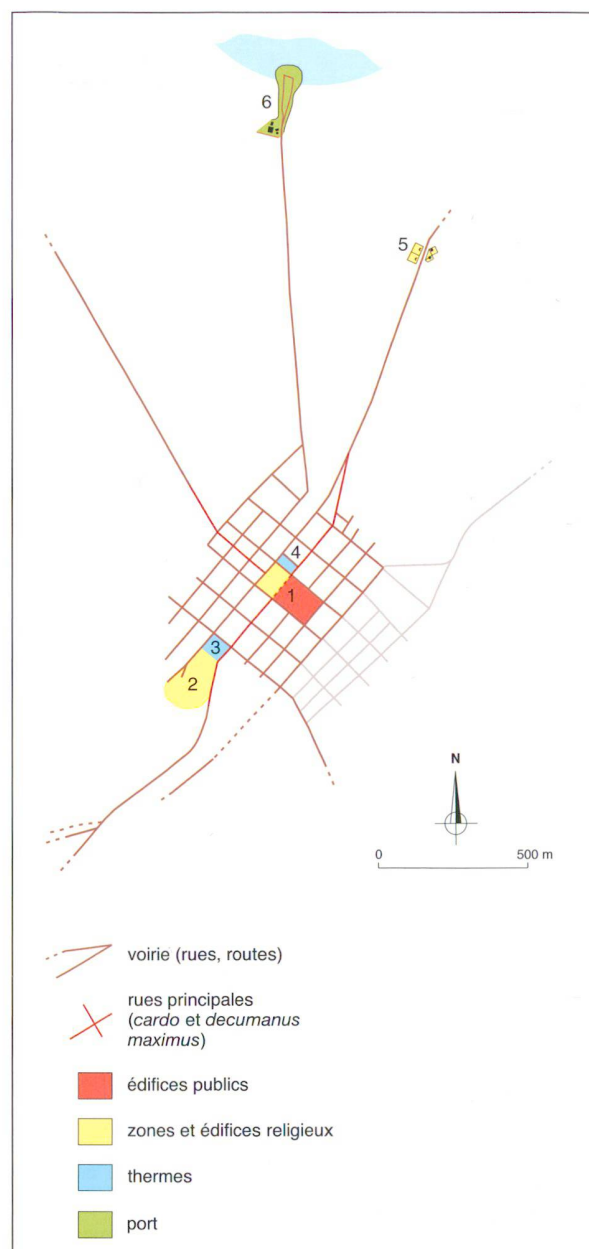 6
5
4
1
3
2
N
0 500 m
voirie (rues, routes)
rues principales
(cardo et decumanus
maximus)
édifices publics
zones et édifices religieux
thermes
port